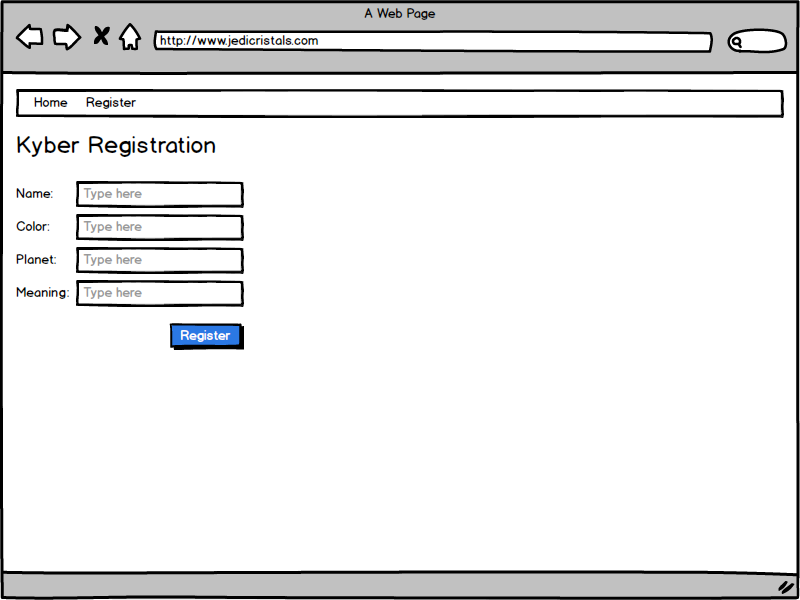 A Web Page
http://www.jedicristals.com
Home Register
Kyber Registration
Name: Type here
Color: Type here
Planet: Type here
Meaning: Type here
Register